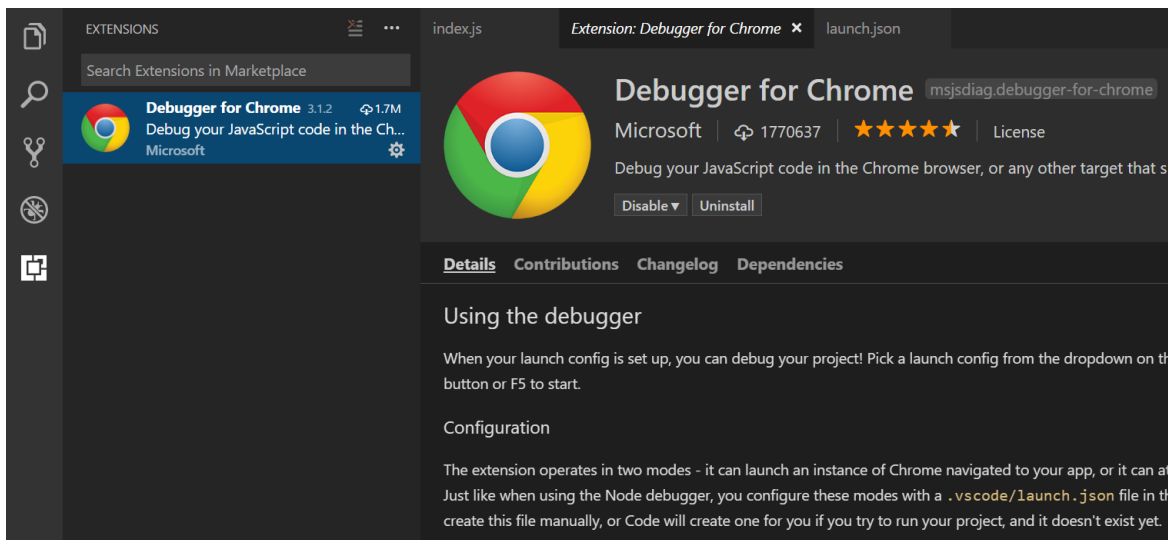 EXTENSIONS
Search Extensions in Marketplace
Debugger for Chrome 3.1.2 1.7M
Debug your JavaScript code in the Ch...
Microsoft
index.js Extension: Debugger for Chrome × launch.json
Debugger for Chrome msjsdiag.debugger-for-chrome
Microsoft 1770637 License
Debug your JavaScript code in the Chrome browser, or any other target that s
Disable Uninstall
Details Contributions Changelog Dependencies
Using the debugger
When your launch config is set up, you can debug your project! Pick a launch config from the dropdown on th
button or F5 to start.
Configuration
The extension operates in two modes - it can launch an instance of Chrome navigated to your app, or it can at
Just like when using the Node debugger, you configure these modes with a .vscode/launch.json file in th
create this file manually, or Code will create one for you if you try to run your project, and it doesn't exist yet.